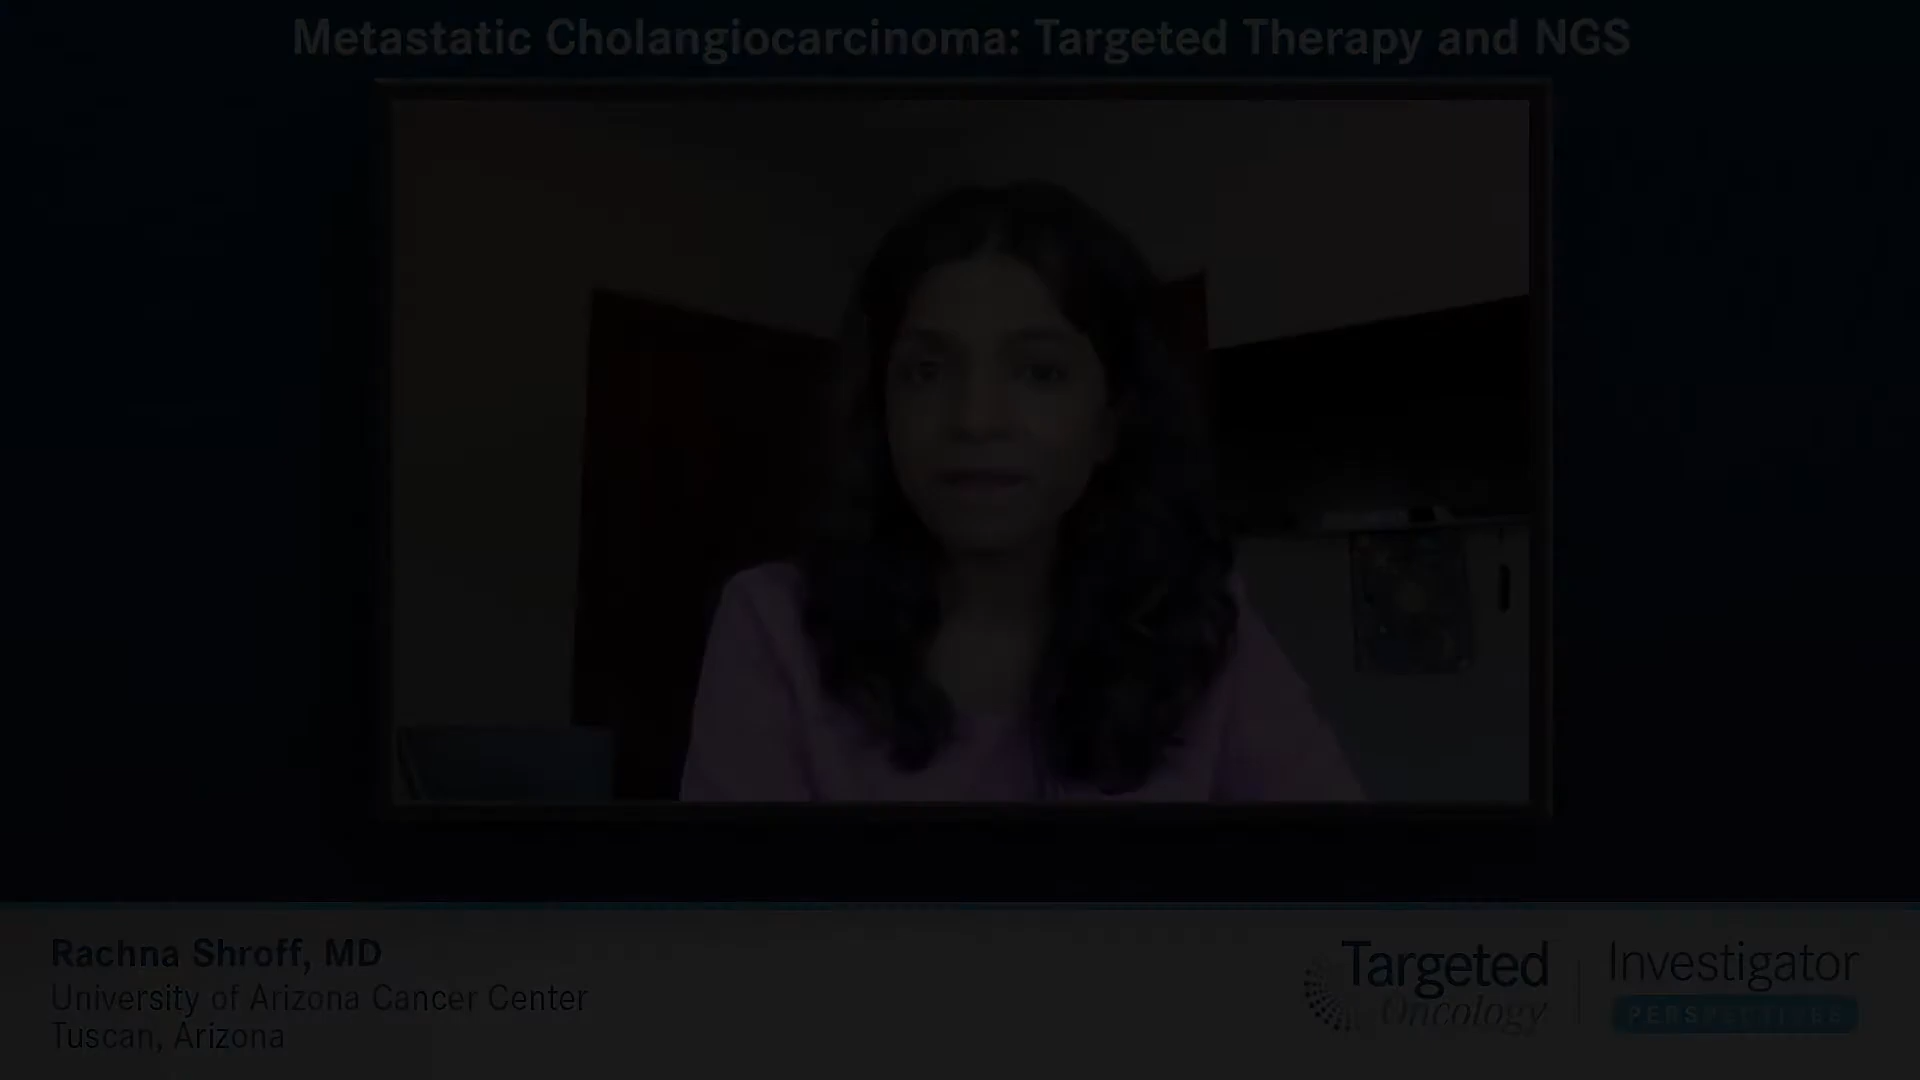 Metastatic Cholangiocarcinoma: Targeted Therapy and NGS
Rachna Shroff, MD
University of Arizona Cancer Center
Tuscan, Arizona
Targeted
Oncology
Investigator
PERSPECTIVES